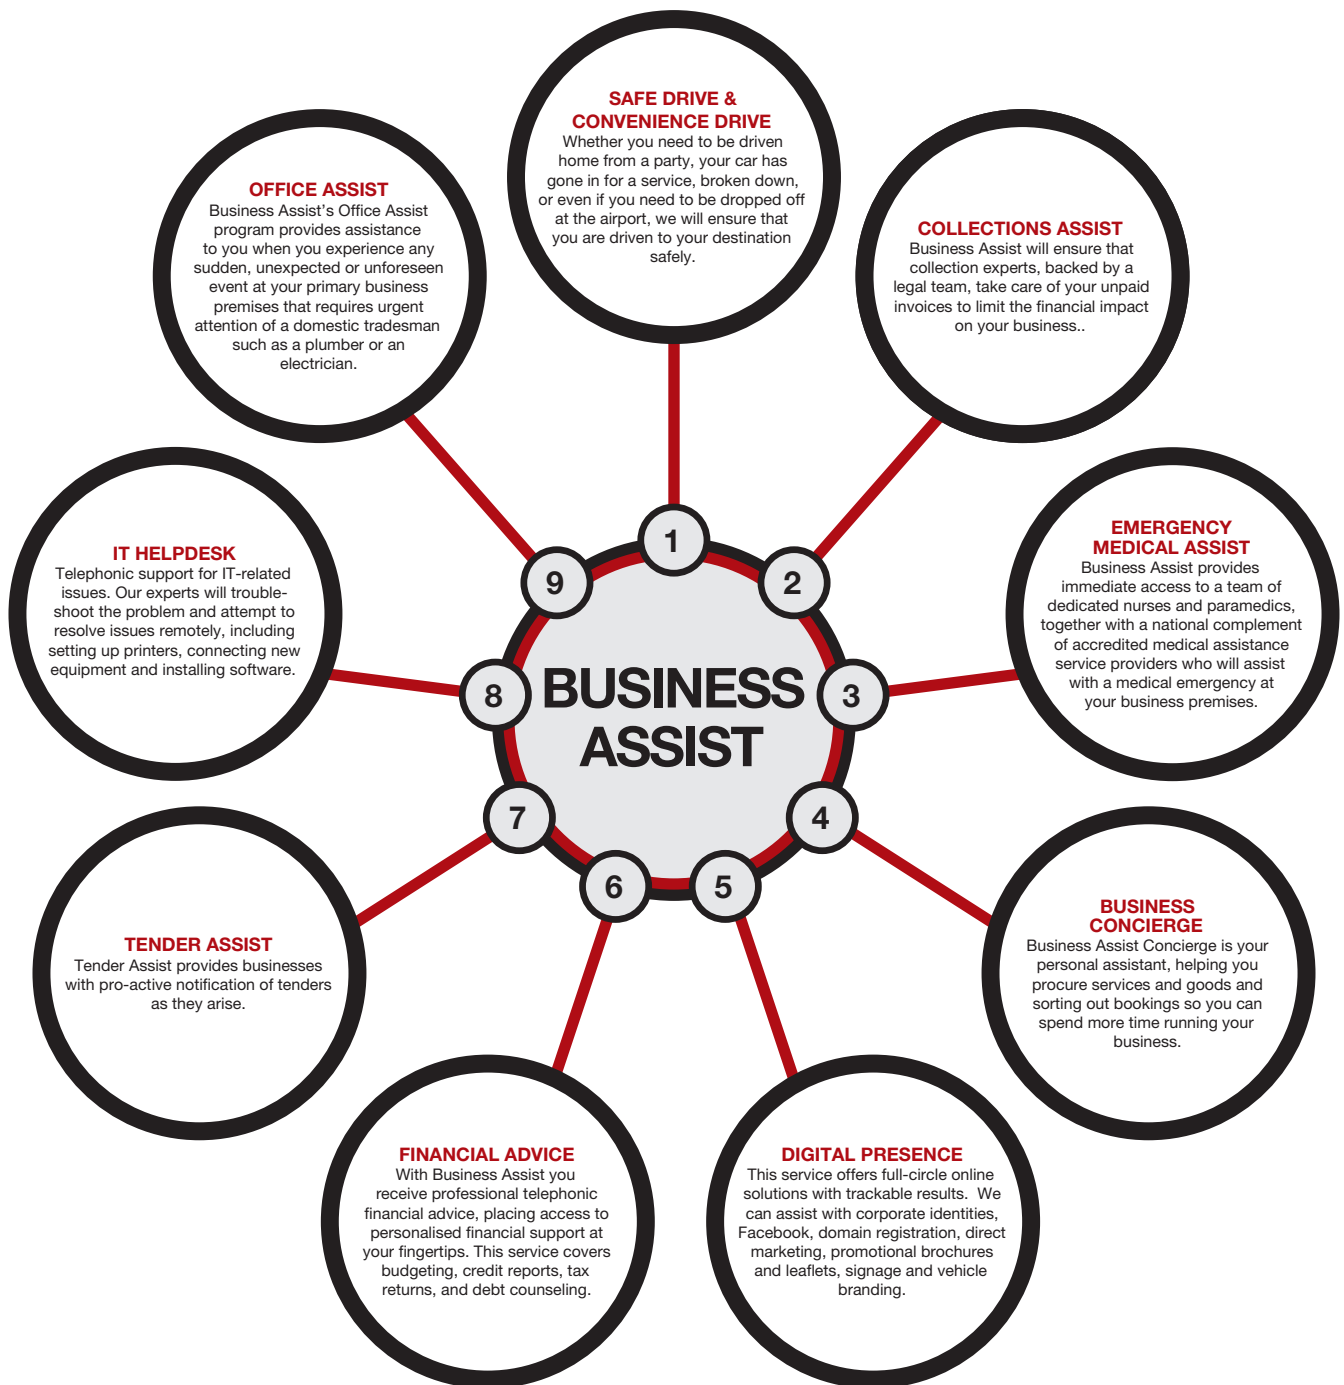 SAFE DRIVE &
CONVENIENCE DRIVE
Whether you need to be driven
home from a party, your car has
gone in for a service, broken down,
or even if you need to be dropped off
at the airport, we will ensure that
you are driven to your destination
safely.
COLLECTIONS ASSIST
Business Assist will ensure that
collection experts, backed by a
legal team, take care of your unpaid
invoices to limit the financial impact
on your business..
EMERGENCY
MEDICAL ASSIST
Business Assist provides
immediate access to a team of
dedicated nurses and paramedics,
together with a national complement
of accredited medical assistance
service providers who will assist
with a medical emergency at
your business premises.
BUSINESS
CONCIERGE
Business Assist Concierge is your
personal assistant, helping you
procure services and goods and
sorting out bookings so you can
spend more time running your
business.
DIGITAL PRESENCE
This service offers full-circle online
solutions with trackable results.  We
can assist with corporate identities,
Facebook, domain registration, direct
marketing, promotional brochures
and leaflets, signage and vehicle
branding.
FINANCIAL ADVICE
With Business Assist you
receive professional telephonic
financial advice, placing access to
personalised financial support at
your fingertips. This service covers
budgeting, credit reports, tax
returns, and debt counseling.
TENDER ASSIST
Tender Assist provides businesses
with pro-active notification of tenders
as they arise.
IT HELPDESK
Telephonic support for IT-related
issues. Our experts will trouble-
shoot the problem and attempt to
resolve issues remotely, including
setting up printers, connecting new
equipment and installing software.
OFFICE ASSIST
Business Assist's Office Assist
program provides assistance
to you when you experience any
sudden, unexpected or unforeseen
event at your primary business
premises that requires urgent
attention of a domestic tradesman
such as a plumber or an
electrician.
1
2
3
4
5
6
7
8
9
BUSINESS
ASSIST